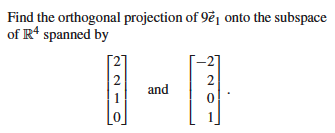 Find the orthogonal projection of 9e⃗₁ onto the subspace
of ℝ⁴ spanned by
[2] [-2]
[2] [2]
[1] and [0] .
[0] [1]